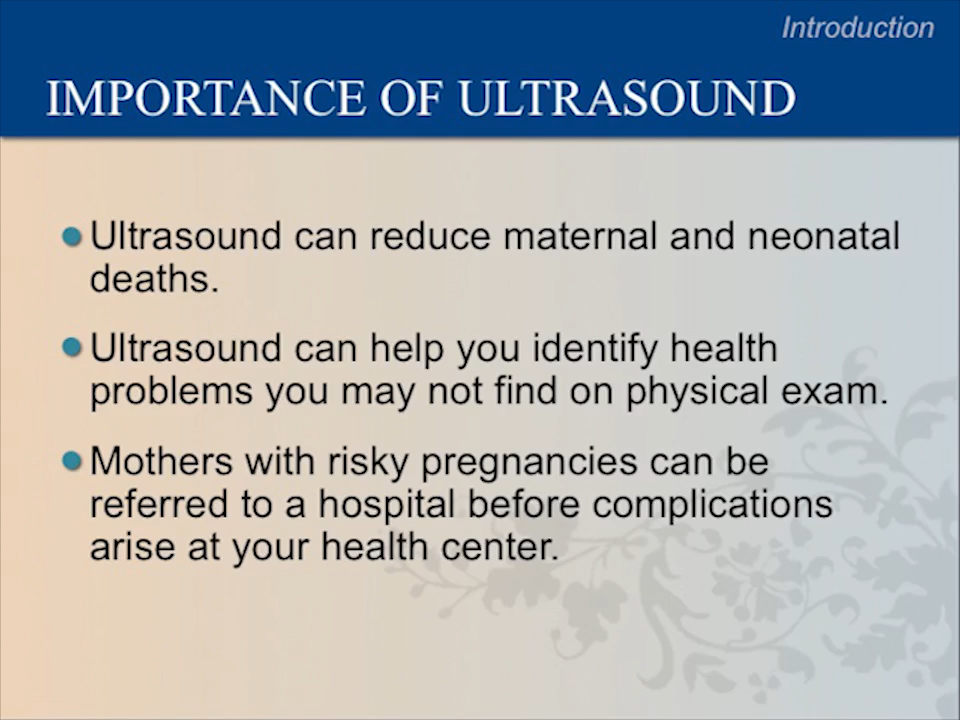 Introduction
IMPORTANCE OF ULTRASOUND
Ultrasound can reduce maternal and neonatal
deaths.
Ultrasound can help you identify health
problems you may not find on physical exam.
Mothers with risky pregnancies can be
referred to a hospital before complications
arise at your health center.